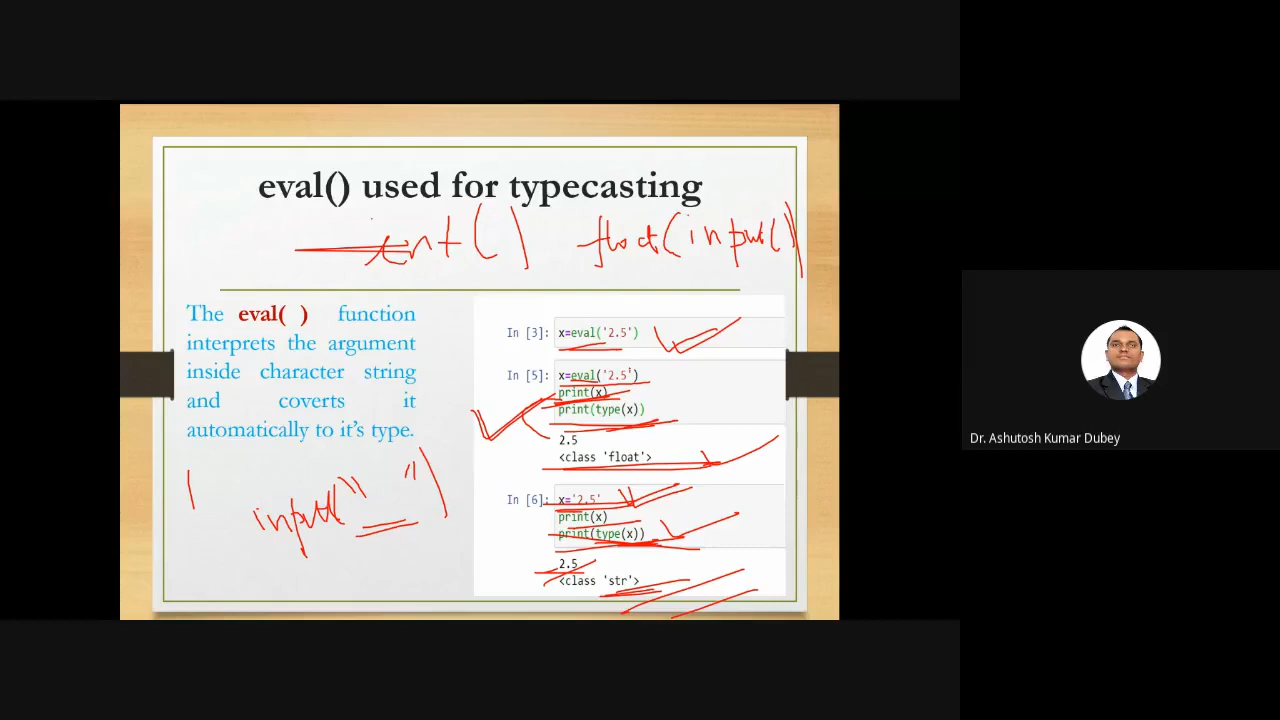 eval() used for typecasting
int() float(input())
The eval( ) function
interprets the argument
inside character string
and coverts it
automatically to it's type.
input(" ")
In [3]: x=eval('2.5')
In [5]: x=eval('2.5')
print(x)
print(type(x))
2.5
<class 'float'>
In [6]: x='2.5'
print(x)
print(type(x))
2.5
<class 'str'>
Dr. Ashutosh Kumar Dubey